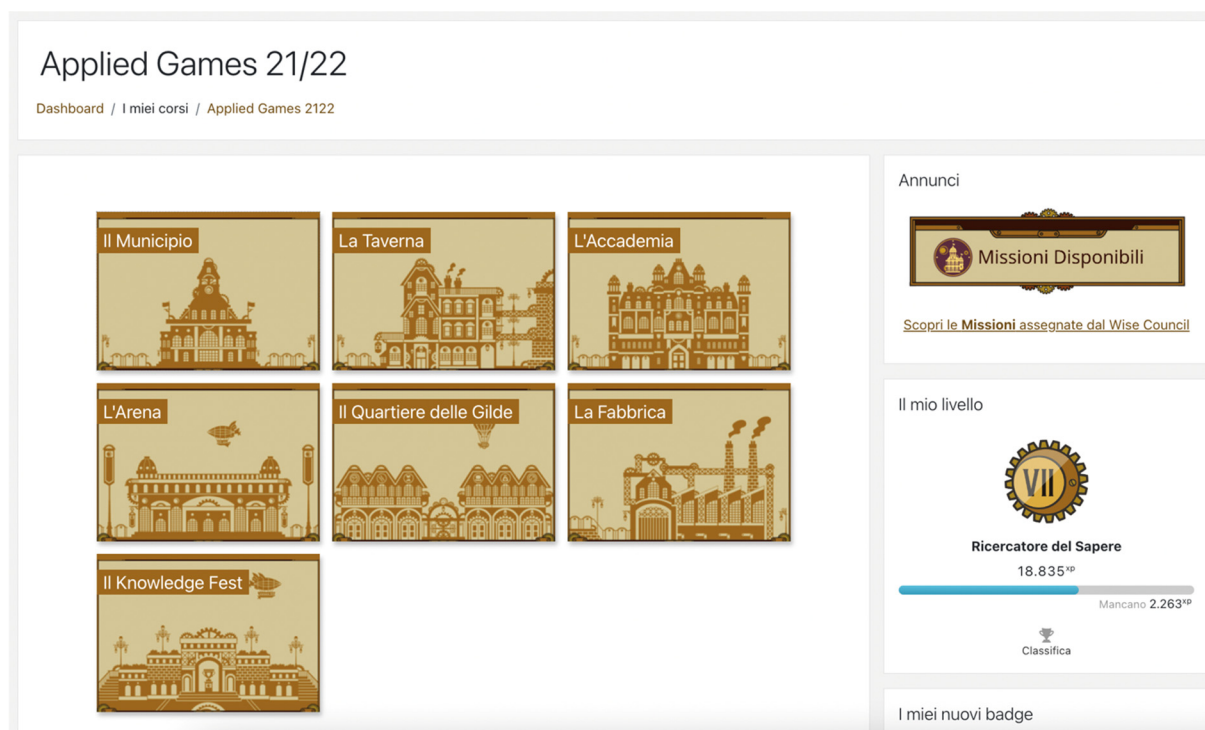 Applied Games 21/22
Dashboard / I miei corsi / Applied Games 2122
Il Municipio
La Taverna
L'Accademia
L'Arena
Il Quartiere delle Gilde
La Fabbrica
Il Knowledge Fest
Annunci
Missioni Disponibili
Scopri le Missioni assegnate dal Wise Council
Il mio livello
VII
Ricercatore del Sapere
18.835xp
Mancano 2.263xp
Classifica
I miei nuovi badge